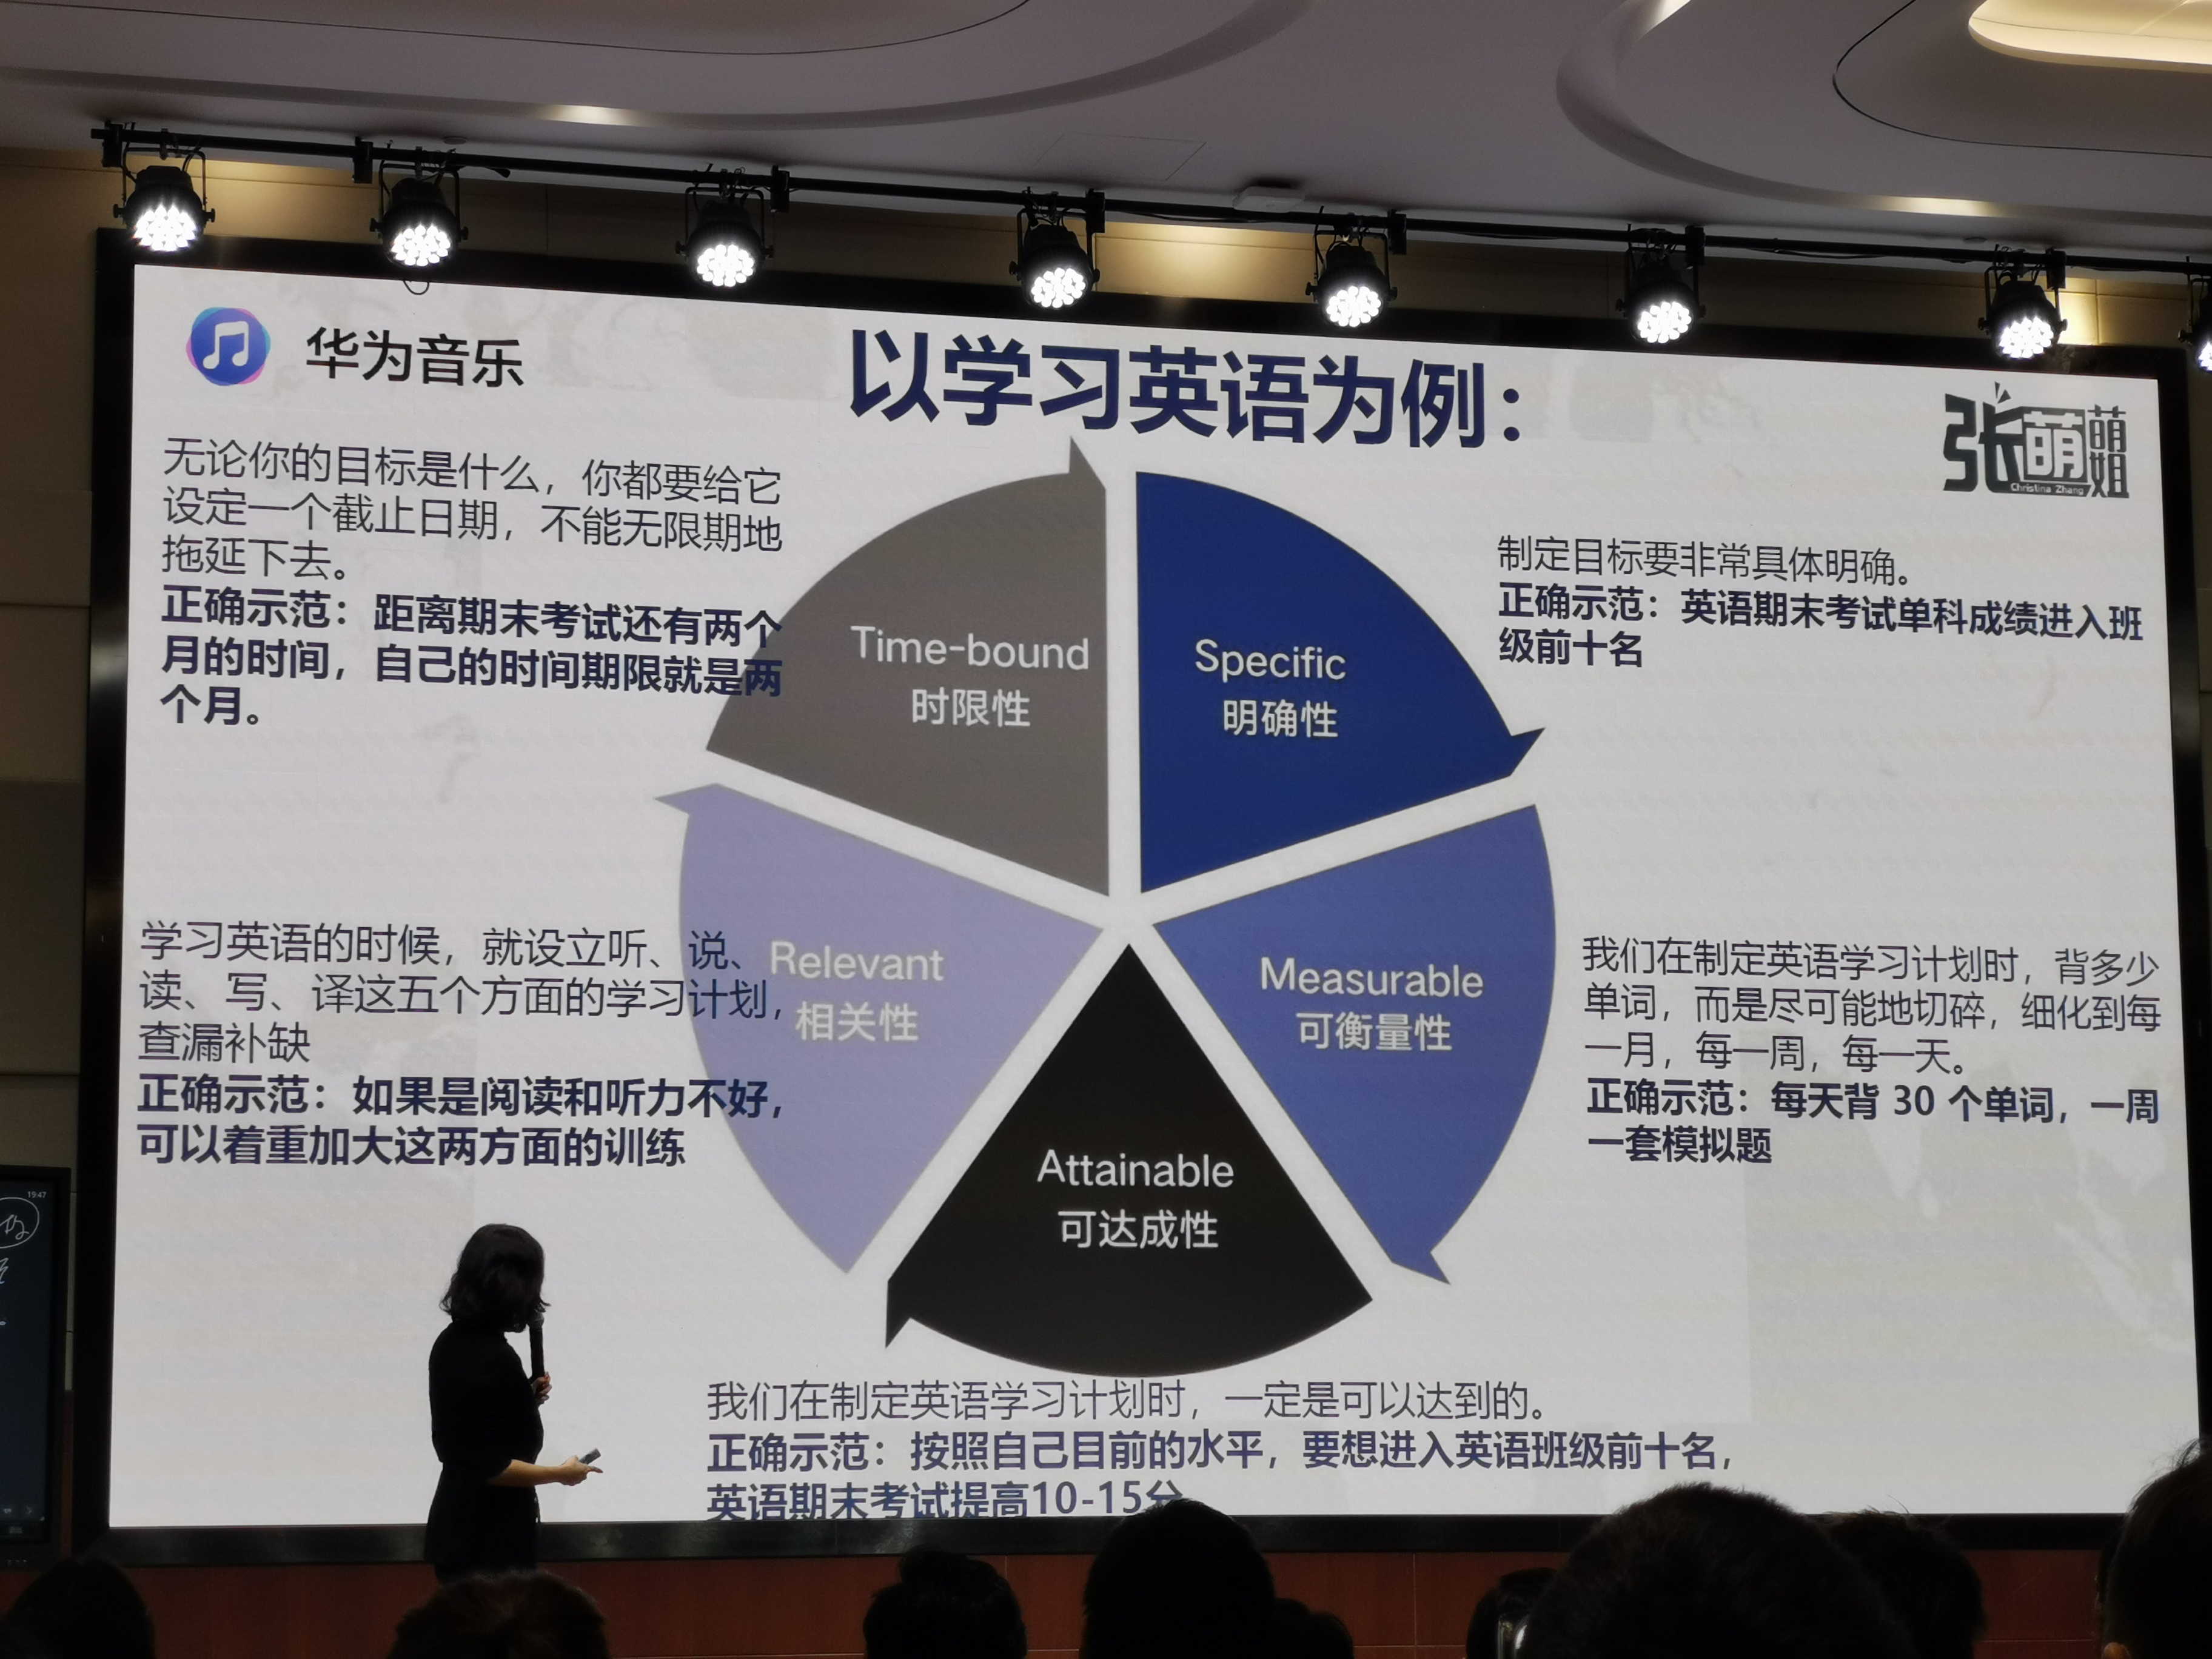 华为音乐
以学习英语为例：
张萌萌姐
Christina Zhang
无论你的目标是什么，你都要给它
设定一个截止日期，不能无限期地
拖延下去。
正确示范：距离期末考试还有两个
月的时间，自己的时间期限就是两
个月。
Time-bound
时限性
Specific
明确性
制定目标要非常具体明确。
正确示范：英语期末考试单科成绩进入班
级前十名
学习英语的时候，就设立听、说、
读、写、译这五个方面的学习计划，
查漏补缺
正确示范：如果是阅读和听力不好，
可以着重加大这两方面的训练
Relevant
相关性
Measurable
可衡量性
我们在制定英语学习计划时，背多少
单词，而是尽可能地切碎，细化到每
一月，每一周，每一天。
正确示范：每天背 30 个单词，一周
一套模拟题
Attainable
可达成性
我们在制定英语学习计划时，一定是可以达到的。
正确示范：按照自己目前的水平，要想进入英语班级前十名，
英语期末考试提高10-15分
19:47